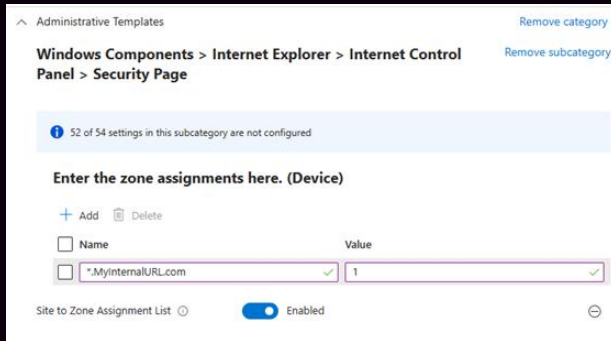 Administrative Templates
Remove category
Windows Components > Internet Explorer > Internet Control
Panel > Security Page
Remove subcategory
52 of 54 settings in this subcategory are not configured
Enter the zone assignments here. (Device)
+ Add Delete
Name Value
*.MyInternalURL.com 1
Site to Zone Assignment List Enabled